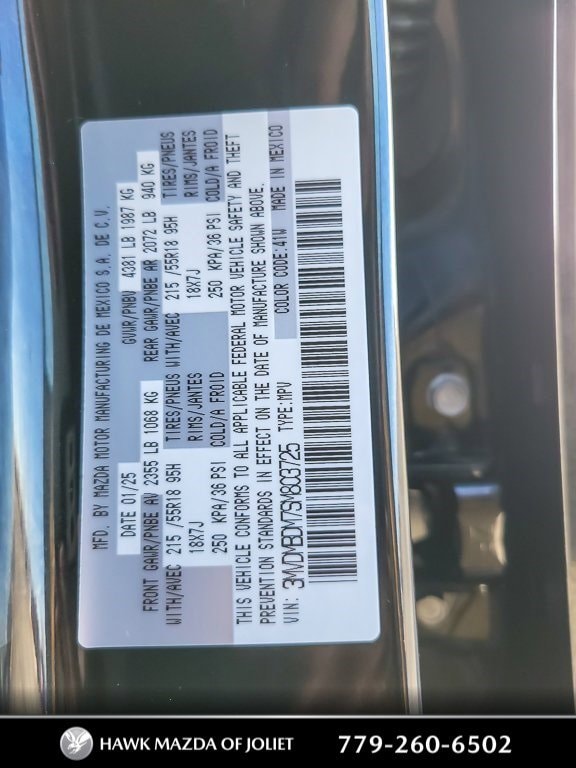 MFD. BY MAZDA MOTOR MANUFACTURING DE MEXICO S.A. DE C.V.
DATE 01/25 GVWR/PNBV 4381 LB 1987 KG
FRONT GAWR/PNBE AV 2355 LB 1068 KG REAR GAWR/PNBE AR 2072 LB 940 KG
WITH/AVEC 215 /55R18 95H TIRES/PNEUS WITH/AVEC 215 /55R18 95H TIRES/PNEUS
18X7J RIMS/JANTES 18X7J RIMS/JANTES
250 KPA/36 PSI COLD/A FROID 250 KPA/36 PSI COLD/A FROID
THIS VEHICLE CONFORMS TO ALL APPLICABLE FEDERAL MOTOR VEHICLE SAFETY AND THEFT
PREVENTION STANDARDS IN EFFECT ON THE DATE OF MANUFACTURE SHOWN ABOVE.
VIN: 3MVDMBDM7SM803725 TYPE:MPV COLOR CODE:41W MADE IN MEXICO
HAWK MAZDA OF JOLIET 779-260-6502